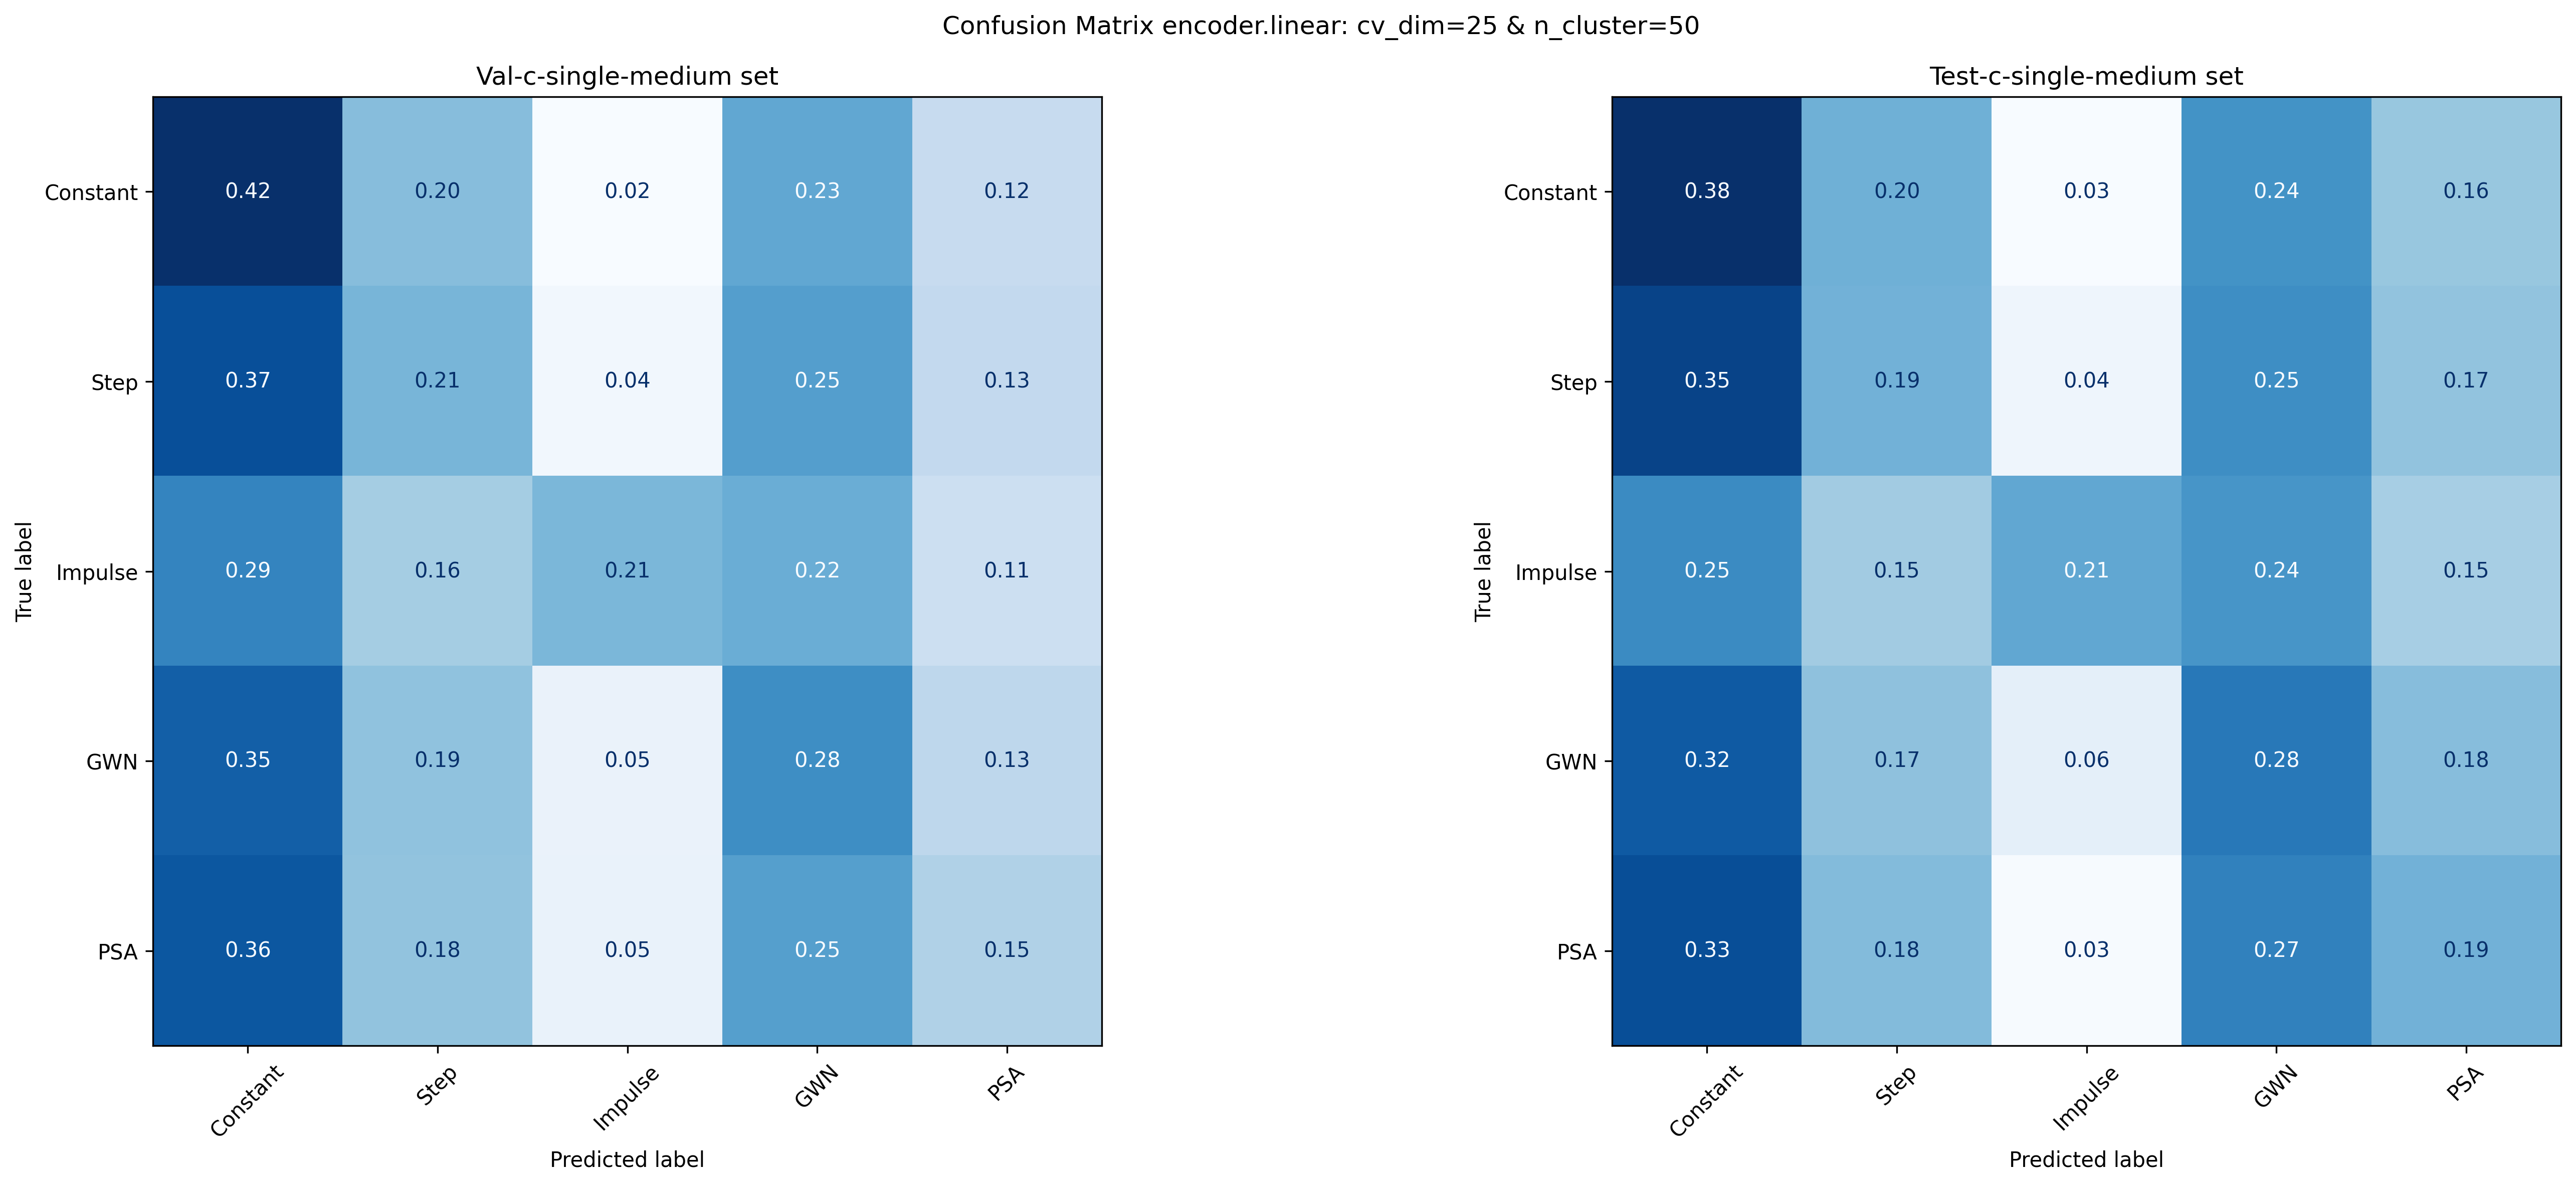 Confusion Matrix encoder.linear: cv_dim=25 & n_cluster=50
Val-c-single-medium set
True label
Constant 0.42 0.20 0.02 0.23 0.12
Step 0.37 0.21 0.04 0.25 0.13
Impulse 0.29 0.16 0.21 0.22 0.11
GWN 0.35 0.19 0.05 0.28 0.13
PSA 0.36 0.18 0.05 0.25 0.15
Constant Step Impulse GWN PSA
Predicted label
Test-c-single-medium set
True label
Constant 0.38 0.20 0.03 0.24 0.16
Step 0.35 0.19 0.04 0.25 0.17
Impulse 0.25 0.15 0.21 0.24 0.15
GWN 0.32 0.17 0.06 0.28 0.18
PSA 0.33 0.18 0.03 0.27 0.19
Constant Step Impulse GWN PSA
Predicted label